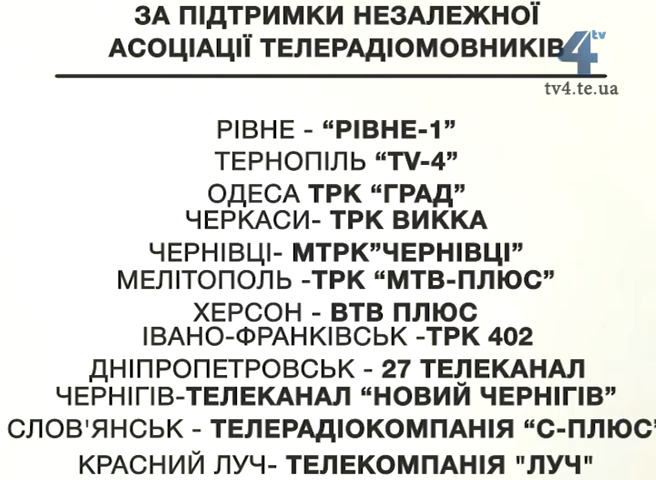 ЗА ПІДТРИМКИ НЕЗАЛЕЖНОЇ
АСОЦІАЦІЇ ТЕЛЕРАДІОМОВНИКІВ
4 tv
tv4.te.ua
РІВНЕ - “РІВНЕ-1”
ТЕРНОПІЛЬ “TV-4”
ОДЕСА ТРК “ГРАД”
ЧЕРКАСИ- ТРК ВИККА
ЧЕРНІВЦІ- МТРК”ЧЕРНІВЦІ”
МЕЛІТОПОЛЬ -ТРК “МТВ-ПЛЮС”
ХЕРСОН - ВТВ ПЛЮС
ІВАНО-ФРАНКІВСЬК -ТРК 402
ДНІПРОПЕТРОВСЬК - 27 ТЕЛЕКАНАЛ
ЧЕРНІГІВ-ТЕЛЕКАНАЛ “НОВИЙ ЧЕРНІГІВ”
СЛОВ'ЯНСЬК - ТЕЛЕРАДІОКОМПАНІЯ “С-ПЛЮС”
КРАСНИЙ ЛУЧ- ТЕЛЕКОМПАНІЯ "ЛУЧ"